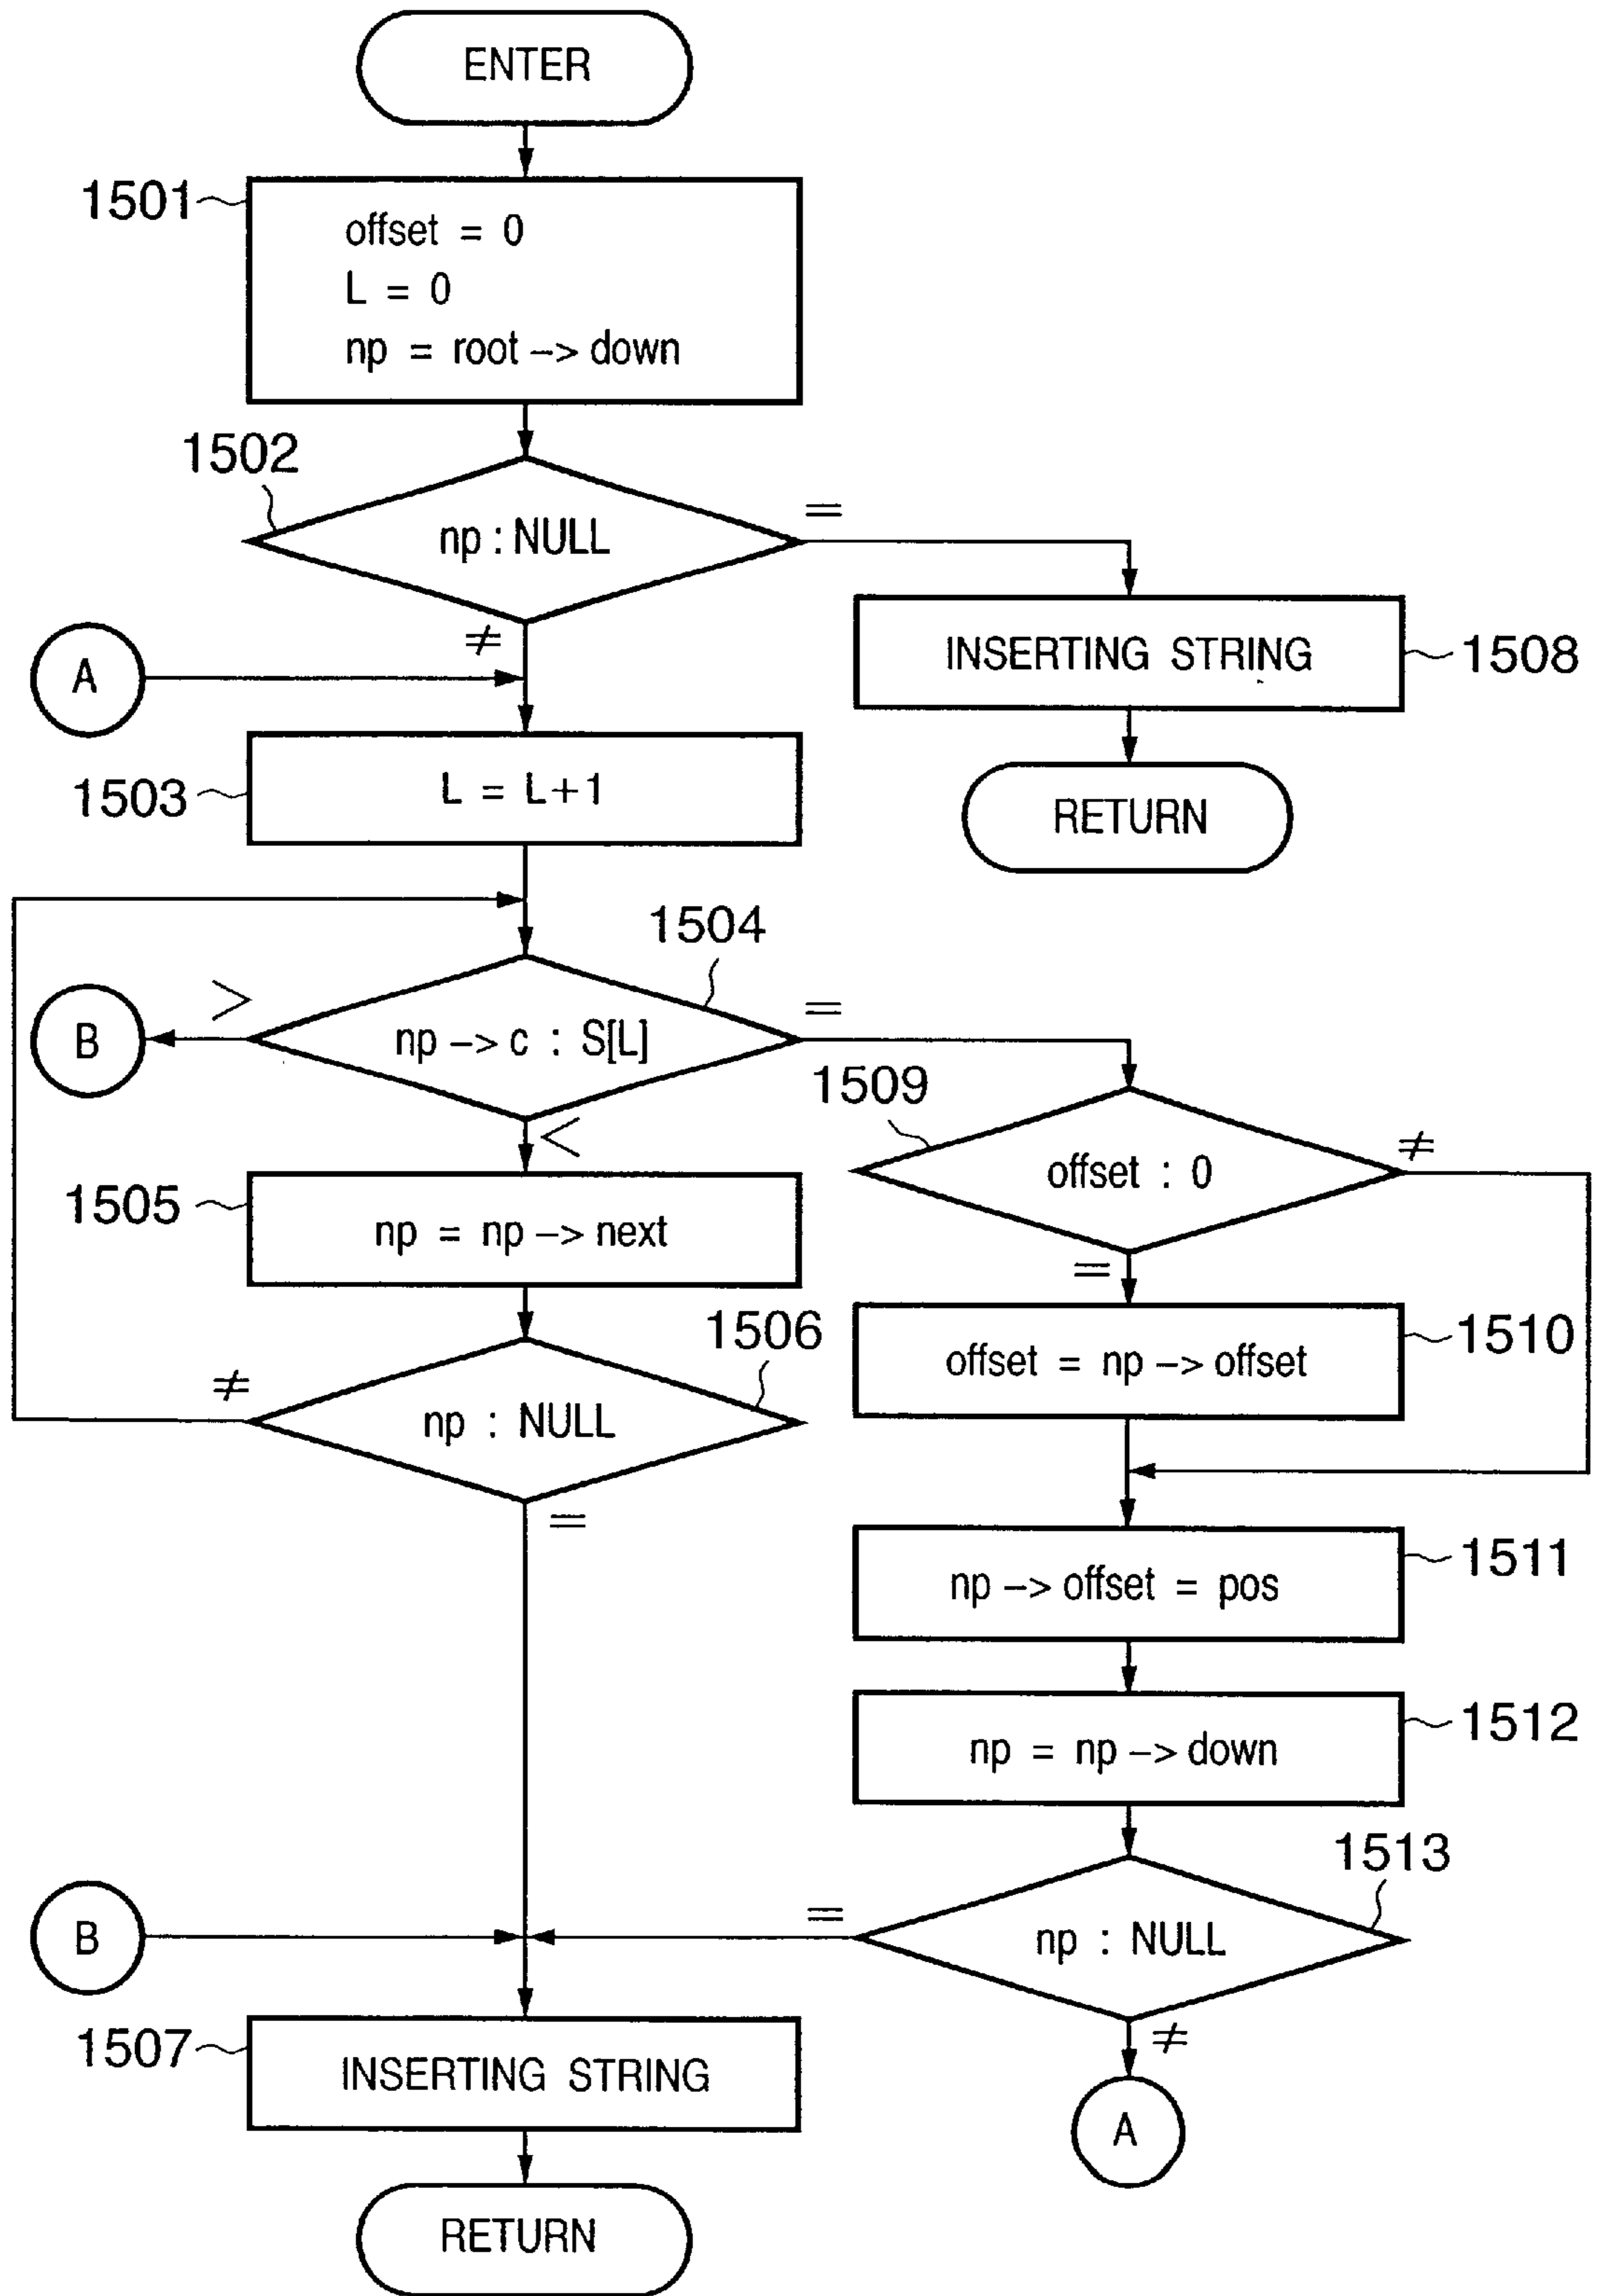 ENTER
1501
offset = 0
L = 0
np = root -> down
1502
np : NULL
=
≠
INSERTING STRING
1508
A
RETURN
1503
L = L+1
1504
>
=
B
np -> c : S[L]
1509
<
offset : 0
≠
1505
np = np -> next
=
1510
offset = np -> offset
1506
≠
np : NULL
=
1511
np -> offset = pos
1512
np = np -> down
1513
B
=
np : NULL
≠
1507
INSERTING STRING
A
RETURN